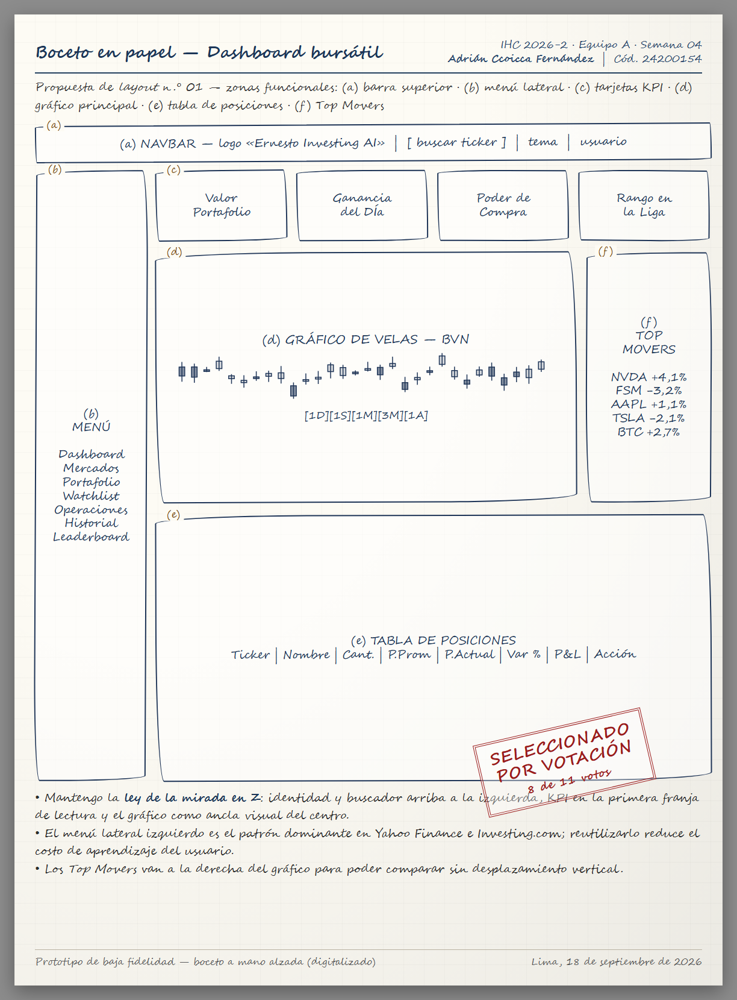 Boceto en papel — Dashboard bursátil
IHC 2026-2 · Equipo A · Semana 04
Adrián Ccoicca Fernández | Cód. 24200154
Propuesta de layout n.° 01 — zonas funcionales: (a) barra superior · (b) menú lateral · (c) tarjetas KPI · (d)
gráfico principal · (e) tabla de posiciones · (f) Top Movers
(a)
(a) NAVBAR — logo «Ernesto Investing AI» | [ buscar ticker ] | tema | usuario
(b)
(b)
MENÚ
Dashboard
Mercados
Portafolio
Watchlist
Operaciones
Historial
Leaderboard
(c)
Valor
Portafolio
Ganancia
del DÍa
Poder de
Compra
Rango en
la Liga
(d)
(d) GRÁFICO DE VELAS — BVN
[1D][1S][1M][3M][1A]
(f)
(f)
TOP
MOVERS
NVDA +4,1%
FSM -3,2%
AAPL +1,1%
TSLA -2,1%
BTC +2,7%
(e)
(e) TABLA DE POSICIONES
Ticker | Nombre | Cant. | P.Prom | P.Actual | Var % | P&L | Acción
SELECCIONADO
POR VOTACIÓN
8 de 11 votos
• Mantengo la ley de la mirada en Z: identidad y buscador arriba a la izquierda, KPI en la primera franja
de lectura y el gráfico como ancla visual del centro.
• El menú lateral izquierdo es el patrón dominante en Yahoo Finance e Investing.com; reutilizarlo reduce el
costo de aprendizaje del usuario.
• Los Top Movers van a la derecha del gráfico para poder comparar sin desplazamiento vertical.
Prototipo de baja fidelidad — boceto a mano alzada (digitalizado)
Lima, 18 de septiembre de 2026